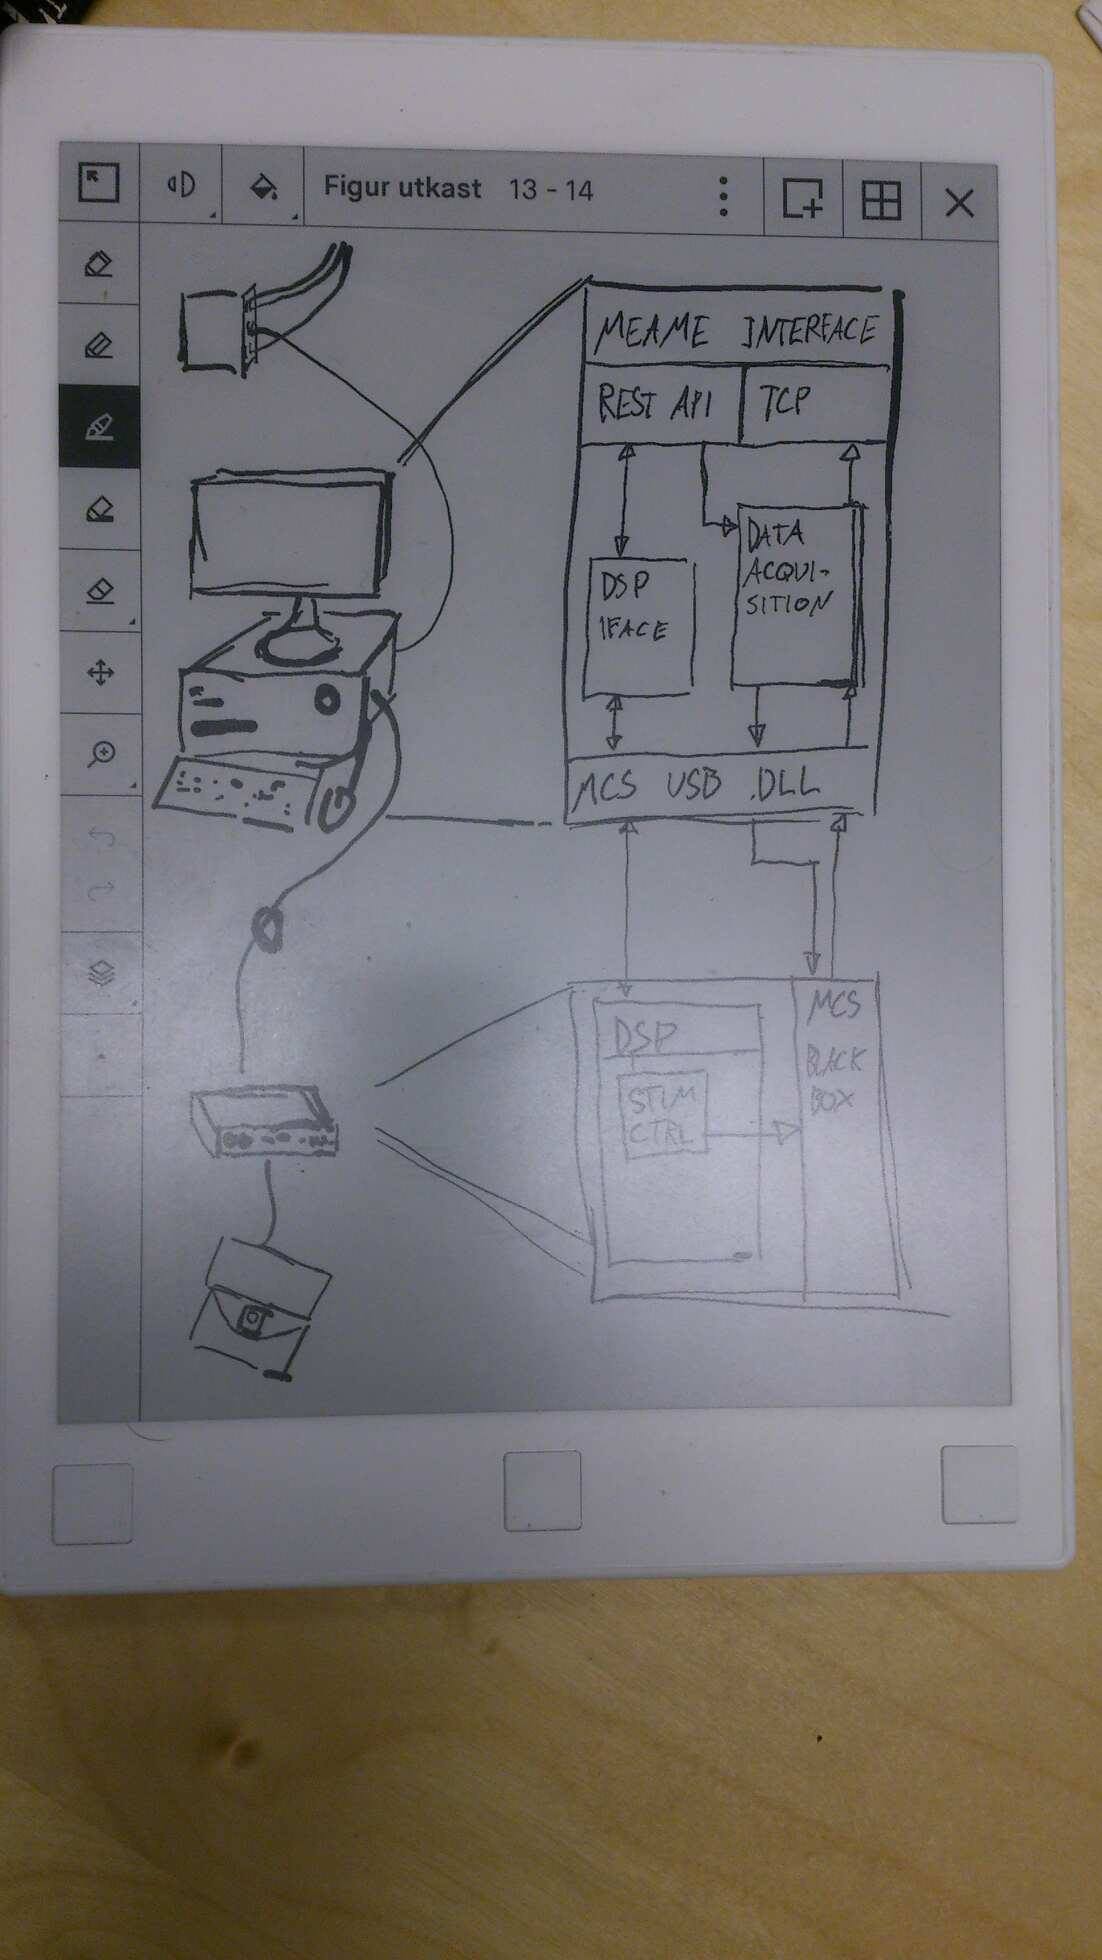 Figur utkast 13 - 14
MEAME INTERFACE
REST API
TCP
DSP
IFACE
DATA
ACQUI-
SITION
MCS USB .DLL
DSP
STIM
CTRL
MCS
BLACK
BOX